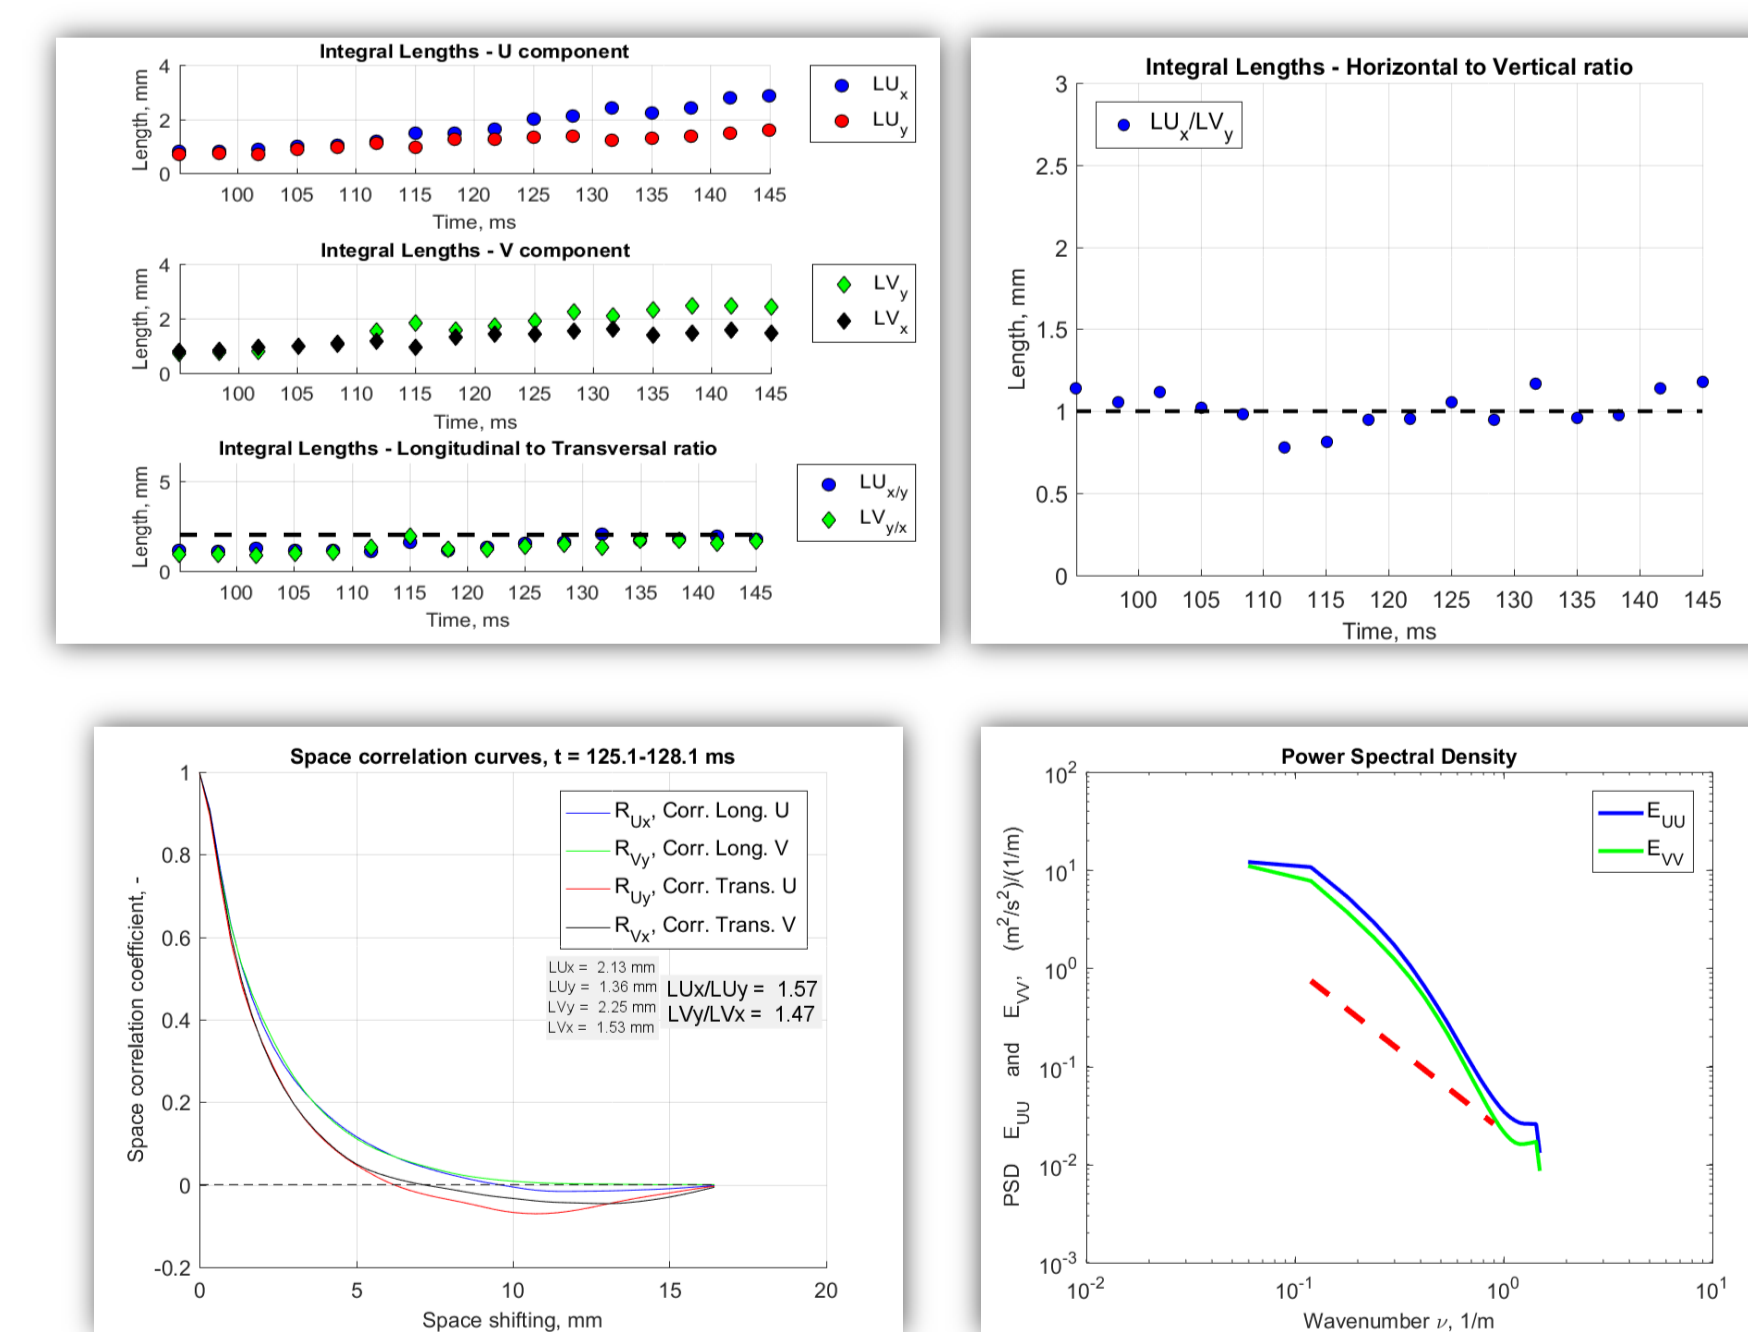 Integral Lengths - U component
Length, mm
4
2
0
100 105 110 115 120 125 130 135 140 145
Time, ms
LUx
LUy
Integral Lengths - V component
Length, mm
4
2
0
100 105 110 115 120 125 130 135 140 145
Time, ms
LVy
LVx
Integral Lengths - Longitudinal to Transversal ratio
Length, mm
5
0
100 105 110 115 120 125 130 135 140 145
Time, ms
LUx/y
LVy/x
Integral Lengths - Horizontal to Vertical ratio
Length, mm
3
2.5
2
1.5
1
0.5
0
100 105 110 115 120 125 130 135 140 145
Time, ms
LUx/LVy
Space correlation curves, t = 125.1-128.1 ms
Space correlation coefficient, -
1
0.8
0.6
0.4
0.2
0
-0.2
0 5 10 15 20
Space shifting, mm
RUx, Corr. Long. U
RVy, Corr. Long. V
RUy, Corr. Trans. U
RVx, Corr. Trans. V
LUx = 2.13 mm
LUy = 1.36 mm
LVy = 2.25 mm
LVx = 1.53 mm
LUx/LUy = 1.57
LVy/LVx = 1.47
Power Spectral Density
PSD EUU and EVV, (m2/s2)/(1/m)
10^2
10^1
10^0
10^-1
10^-2
10^-3
10^-2 10^-1 10^0 10^1
Wavenumber ν, 1/m
EUU
EVV